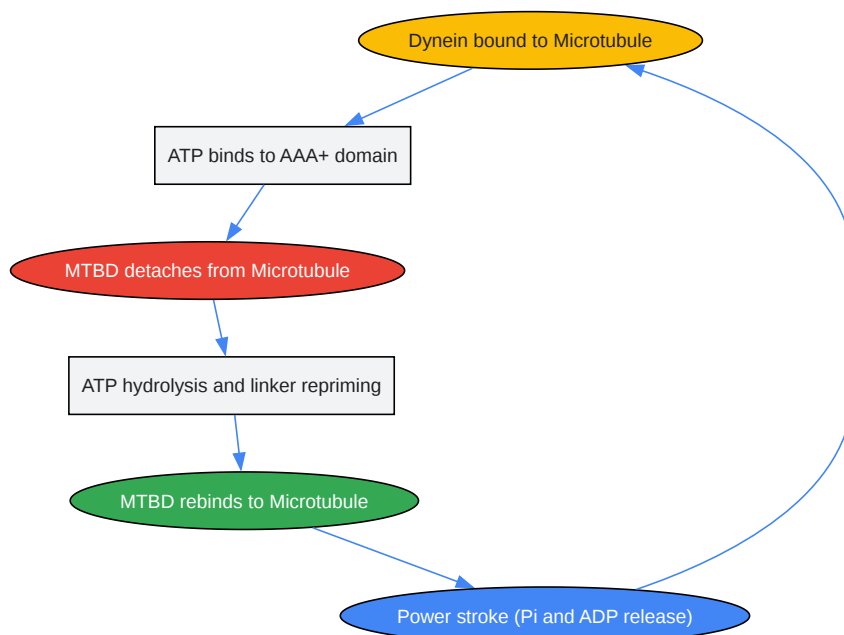 Dynein bound to Microtubule
ATP binds to AAA+ domain
MTBD detaches from Microtubule
ATP hydrolysis and linker repriming
MTBD rebinds to Microtubule
Power stroke (Pi and ADP release)